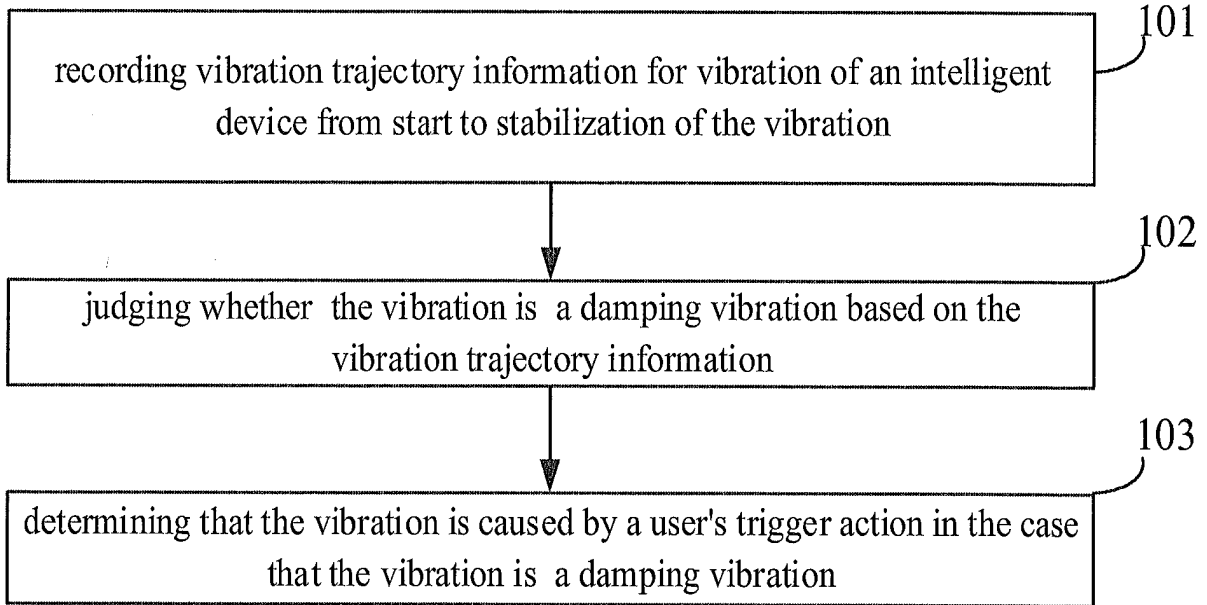 101
recording vibration trajectory information for vibration of an intelligent
device from start to stabilization of the vibration
102
judging whether the vibration is a damping vibration based on the
vibration trajectory information
103
determining that the vibration is caused by a user's trigger action in the case
that the vibration is a damping vibration